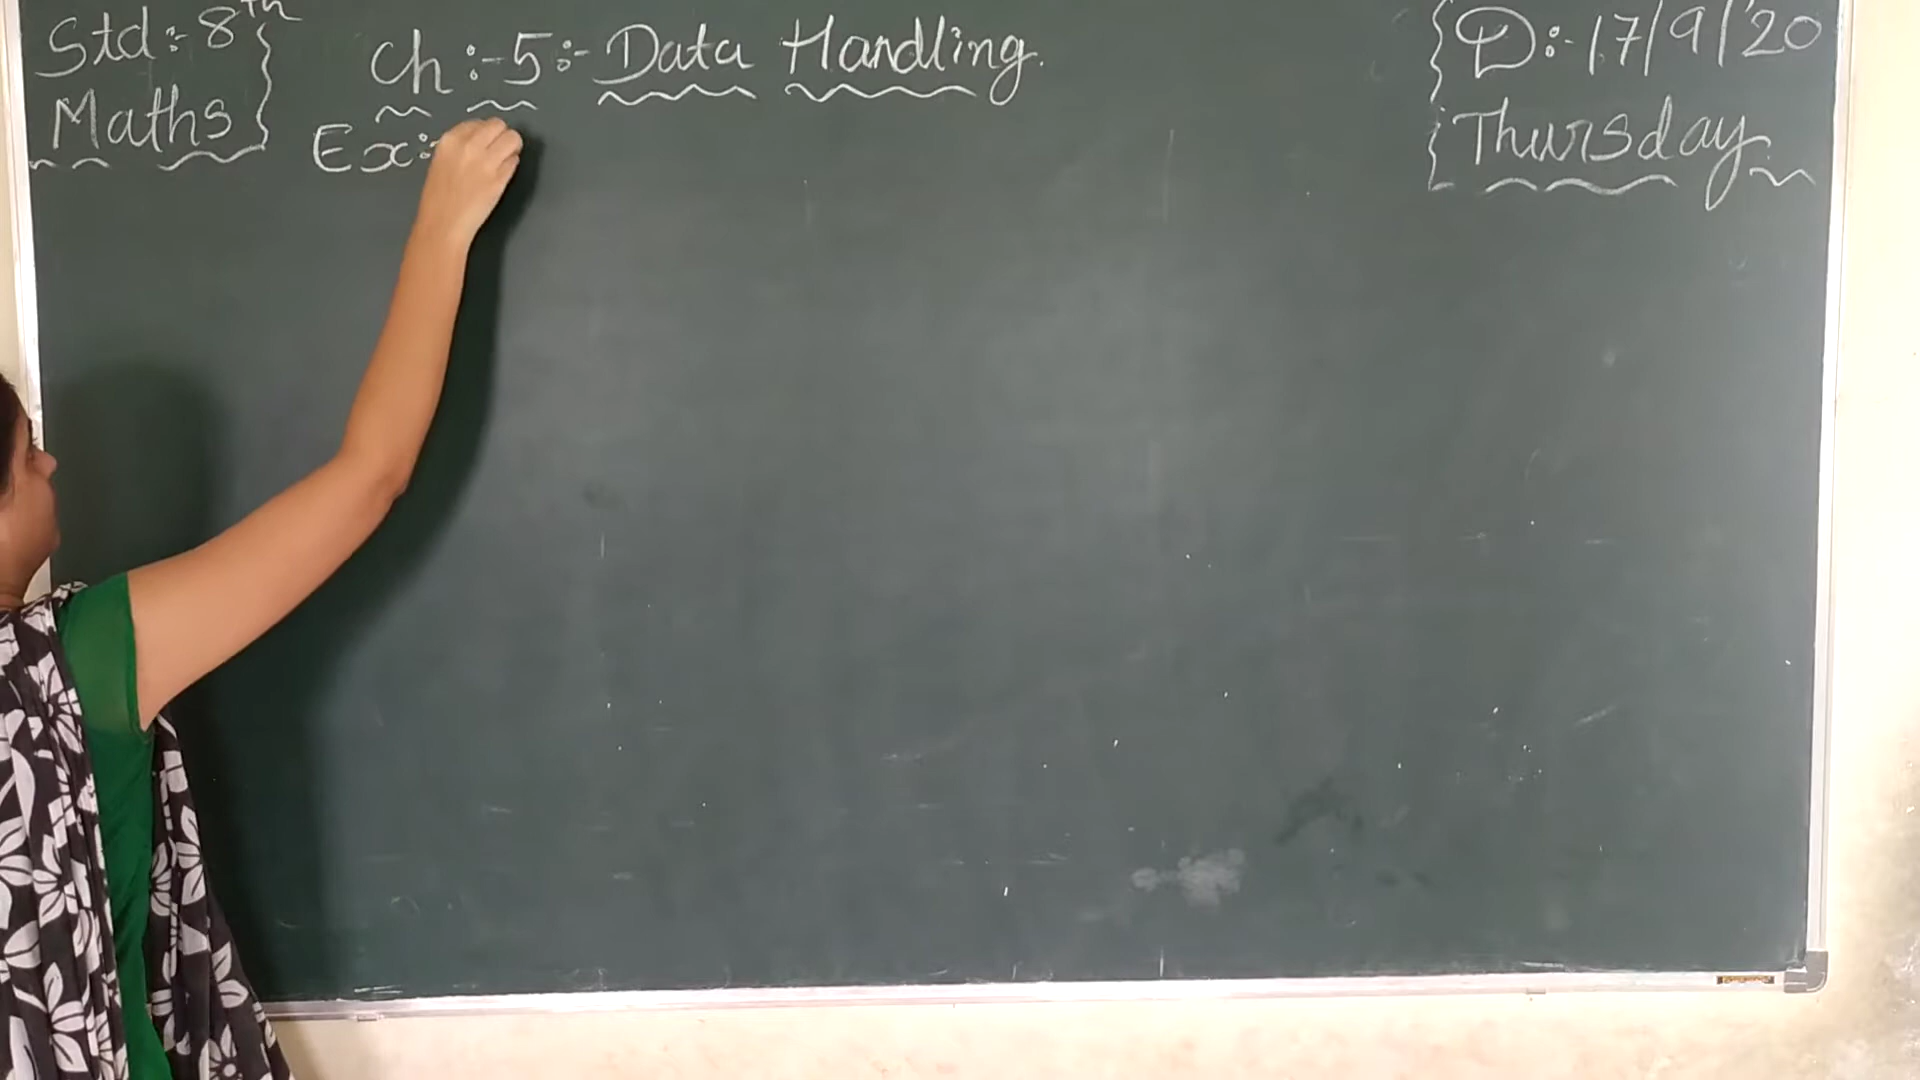 Std:- 8th
Maths
Ch:-5:- Data Handling.
Ex:-
D:-17/9/'20
Thursday